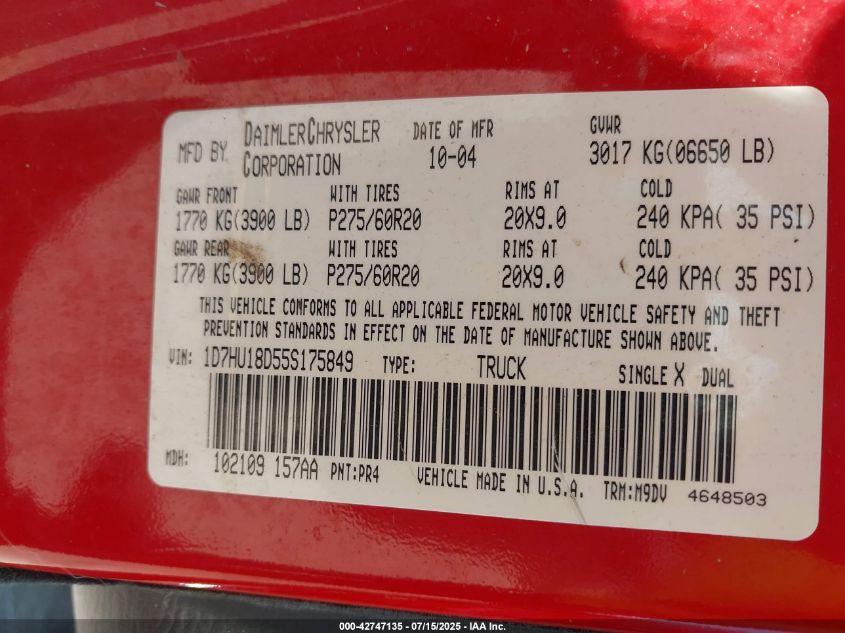 MFD BY DAIMLERCHRYSLER CORPORATION DATE OF MFR 10-04 GVWR 3017 KG(06650 LB)
GAWR FRONT WITH TIRES RIMS AT COLD
1770 KG(3900 LB) P275/60R20 20X9.0 240 KPA( 35 PSI)
GAWR REAR WITH TIRES RIMS AT COLD
1770 KG(3900 LB) P275/60R20 20X9.0 240 KPA( 35 PSI)
THIS VEHICLE CONFORMS TO ALL APPLICABLE FEDERAL MOTOR VEHICLE SAFETY AND THEFT
PREVENTION STANDARDS IN EFFECT ON THE DATE OF MANUFACTURE SHOWN ABOVE.
VIN: 1D7HU18D55S175849 TYPE: TRUCK SINGLE X DUAL
MDH: 102109 157AA PNT:PR4 VEHICLE MADE IN U.S.A. TRM:M9DV 4648503
000-42747135 - 07/15/2025 - IAA Inc.